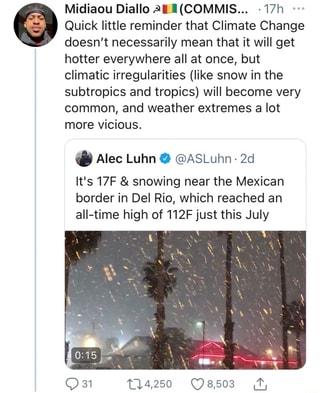 Midiaou Diallo 🇬🇳(COMMIS... · 17h ...
Quick little reminder that Climate Change
doesn't necessarily mean that it will get
hotter everywhere all at once, but
climatic irregularities (like snow in the
subtropics and tropics) will become very
common, and weather extremes a lot
more vicious.
Alec Luhn @ASLuhn · 2d
It's 17F & snowing near the Mexican
border in Del Rio, which reached an
all-time high of 112F just this July
0:15
31 4,250 8,503